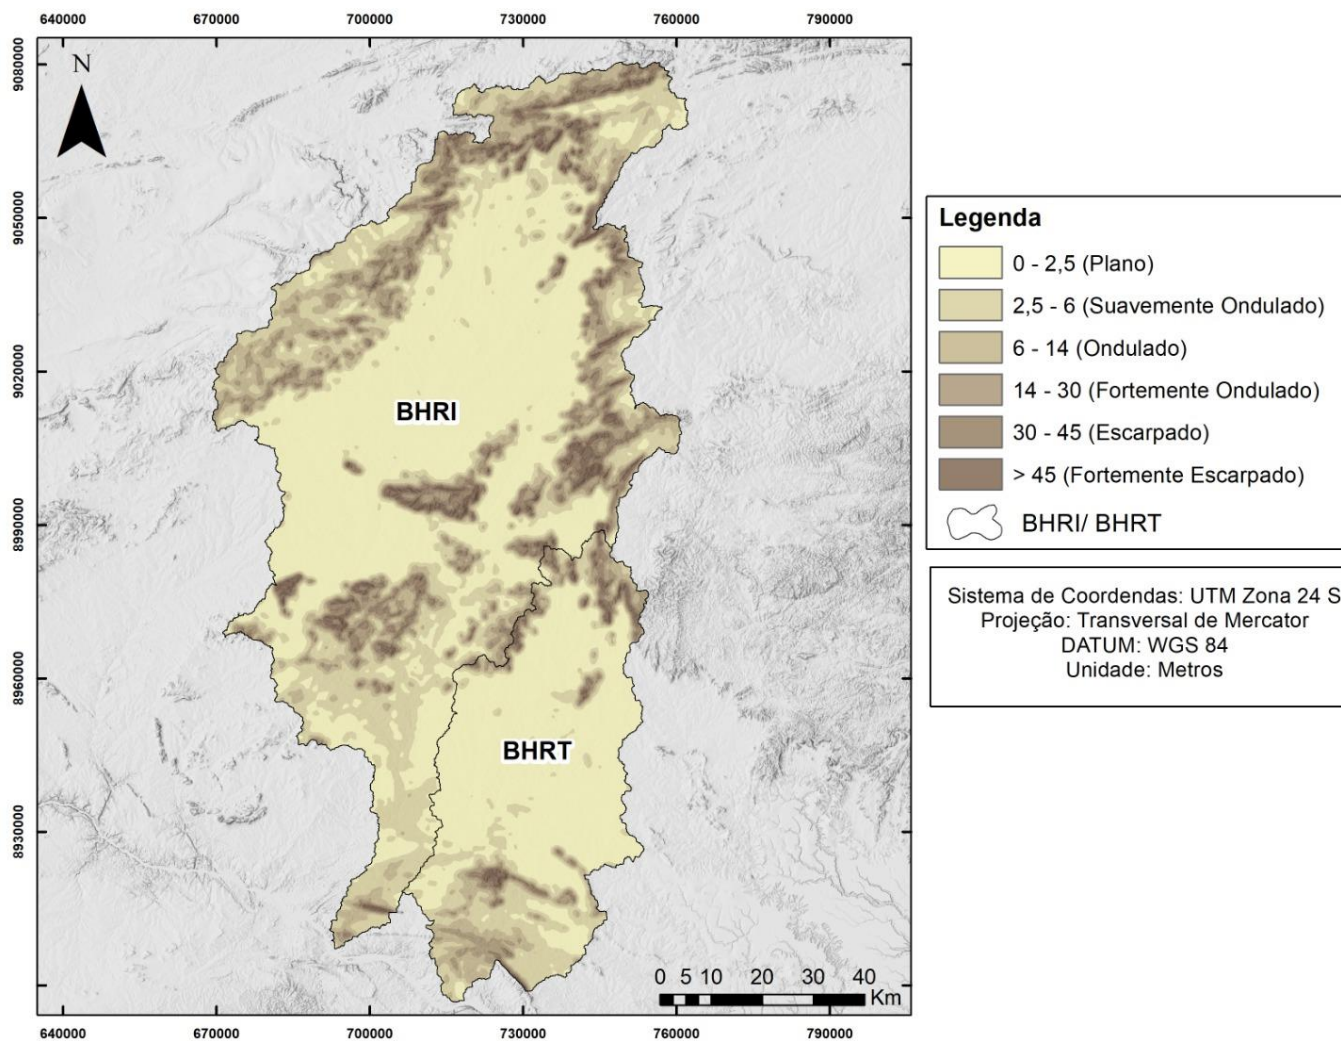 640000 670000 700000 730000 760000 790000
N
9080000
9050000
9020000
8990000
8960000
8930000
BHRI
BHRT
0 5 10 20 30 40
Km
640000 670000 700000 730000 760000 790000
Legenda
0 - 2,5 (Plano)
2,5 - 6 (Suavemente Ondulado)
6 - 14 (Ondulado)
14 - 30 (Fortemente Ondulado)
30 - 45 (Escarpado)
> 45 (Fortemente Escarpado)
BHRI/ BHRT
Sistema de Coordendas: UTM Zona 24 S
Projeção: Transversal de Mercator
DATUM: WGS 84
Unidade: Metros